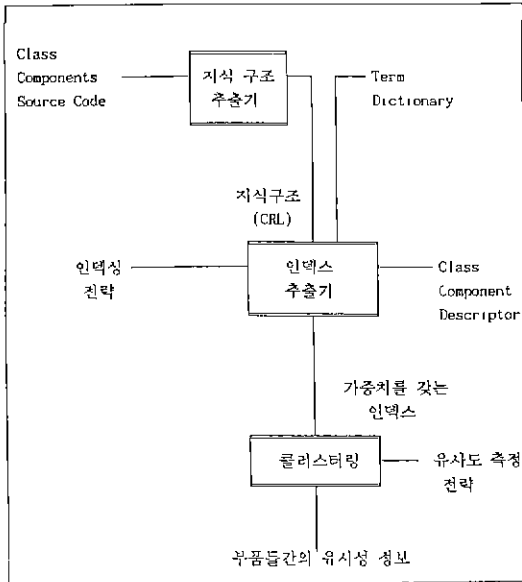 Class
Components
Source Code
지식 구조
추출기
Term
Dictionary
지식구조
(CRL)
인덱싱
전략
인덱스
추출기
Class
Component
Descriptor
가중치를 갖는
인덱스
클러스터링
유사도 측정
전략
부품들간의 유사성 정보